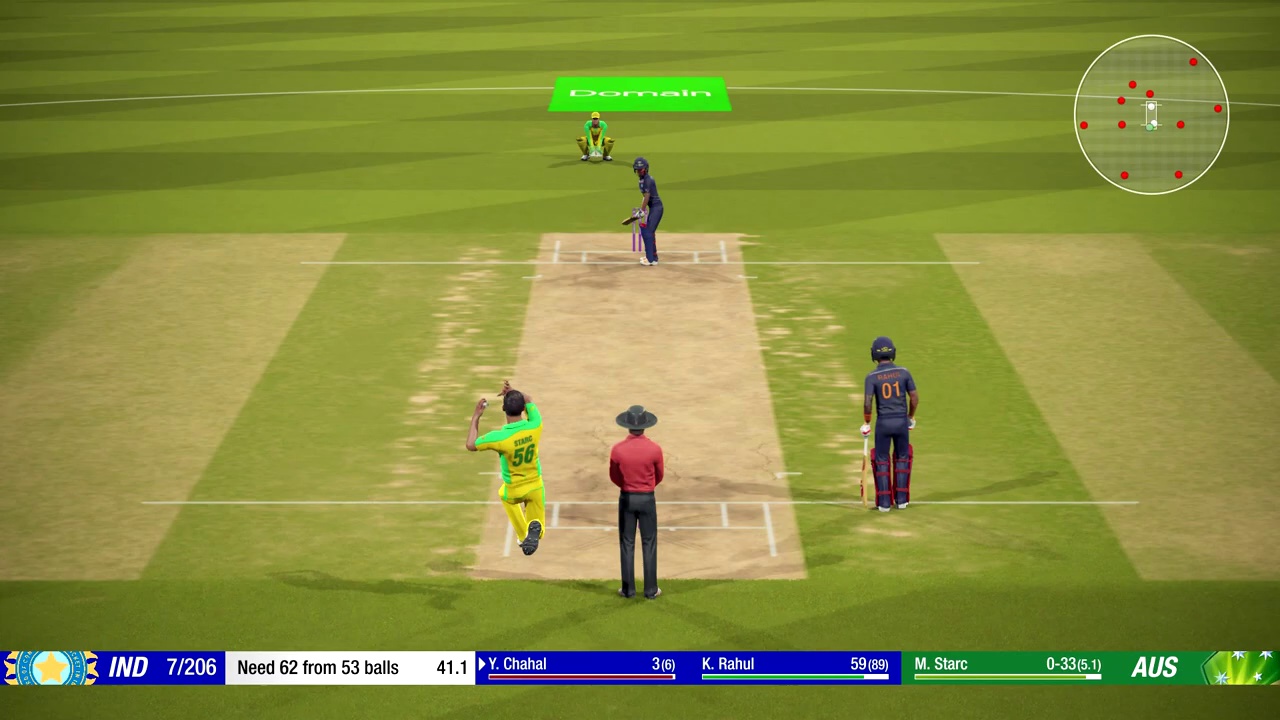 Domain
RAHUL
01
STARC
56
IND 7/206 Need 62 from 53 balls 41.1 Y. Chahal 3(6) K. Rahul 59(89) M. Starc 0-33(5.1) AUS